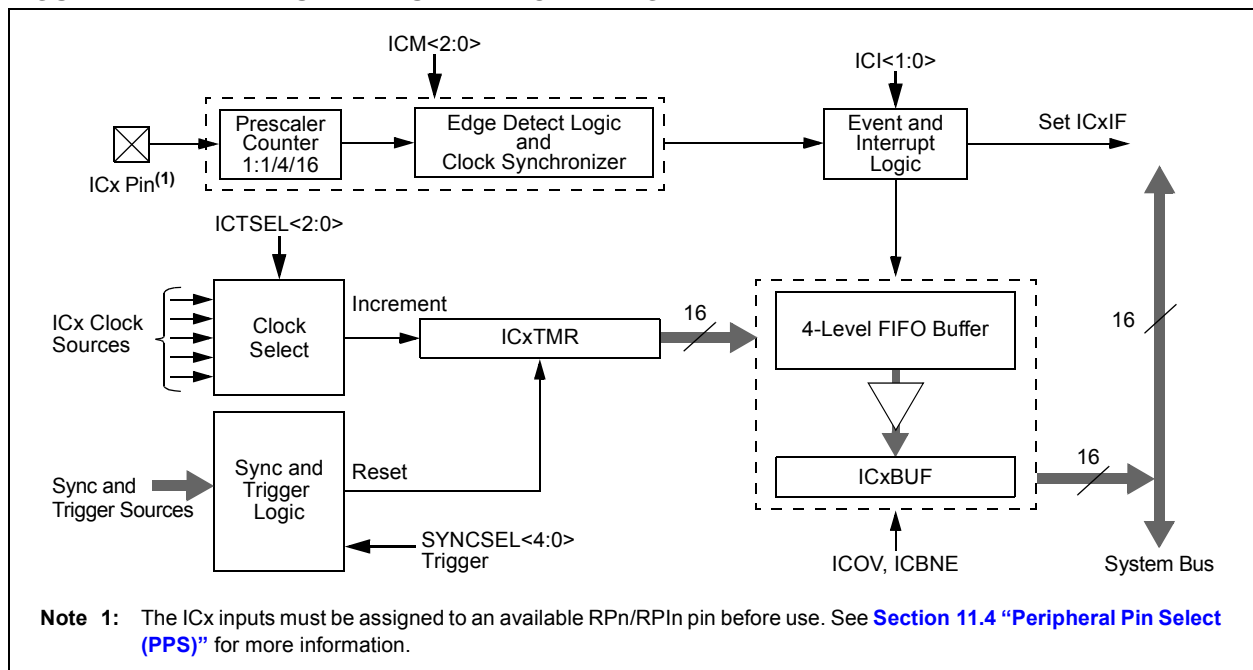 ICM<2:0>
ICI<1:0>
Prescaler
Counter
1:1/4/16
Edge Detect Logic
and
Clock Synchronizer
Event and
Interrupt
Logic
Set ICxIF
ICx Pin(1)
ICTSEL<2:0>
ICx Clock
Sources
Clock
Select
Increment
ICxTMR
16
4-Level FIFO Buffer
16
Sync and
Trigger Sources
Sync and
Trigger
Logic
Reset
ICxBUF
16
SYNCSEL<4:0>
Trigger
ICOV, ICBNE
System Bus
Note 1: The ICx inputs must be assigned to an available RPn/RPIn pin before use. See Section 11.4 “Peripheral Pin Select
(PPS)” for more information.